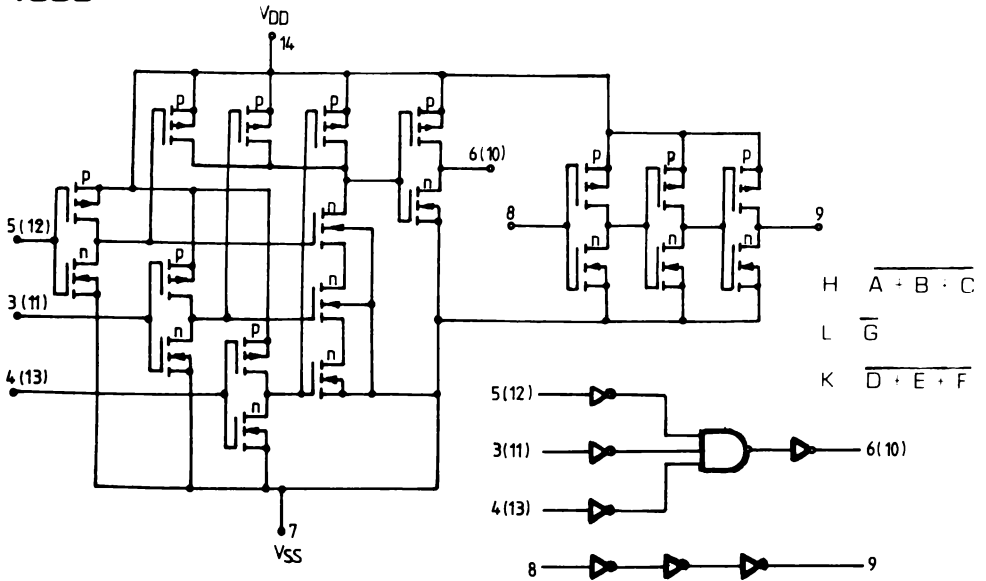 VDD
14
p
p
p
p
6(10)
n
p
5(12)
n
n
p
3(11)
n
n
p
4(13)
n
n
7
VSS
p
p
p
8
9
n
n
n
H A + B + C
L G
K D + E + F
5(12)
3(11)
6(10)
4(13)
8
9